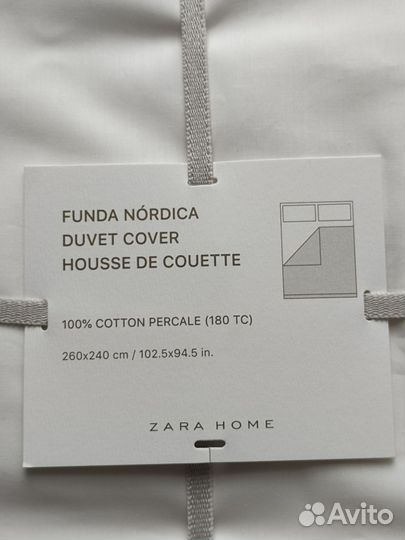 FUNDA NÓRDICA
DUVET COVER
HOUSSE DE COUETTE
100% COTTON PERCALE (180 TC)
260x240 cm / 102.5x94.5 in.
ZARA HOME
Avito